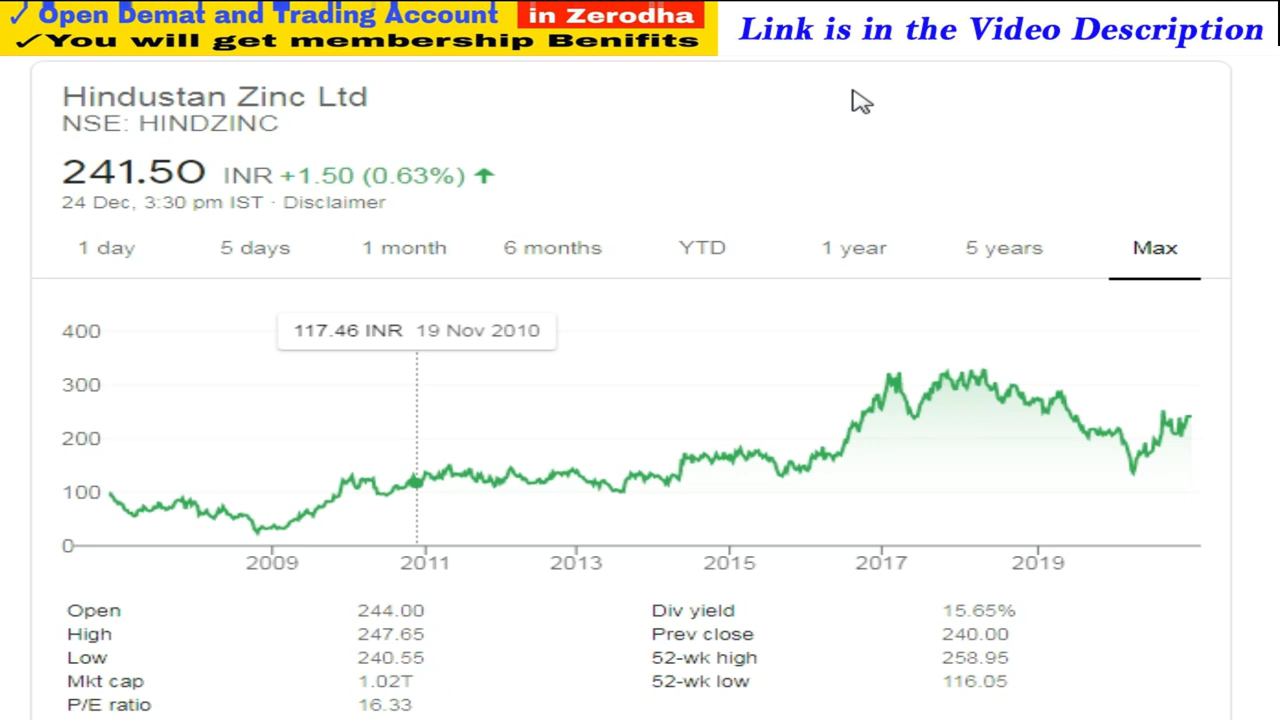 ✓ Open Demat and Trading Account in Zerodha
✓You will get membership Benifits
Link is in the Video Description
Hindustan Zinc Ltd
NSE: HINDZINC
241.50 INR +1.50 (0.63%) ↑
24 Dec, 3:30 pm IST · Disclaimer
1 day 5 days 1 month 6 months YTD 1 year 5 years Max
117.46 INR 19 Nov 2010
400
300
200
100
0
2009 2011 2013 2015 2017 2019
Open 244.00 Div yield 15.65%
High 247.65 Prev close 240.00
Low 240.55 52-wk high 258.95
Mkt cap 1.02T 52-wk low 116.05
P/E ratio 16.33